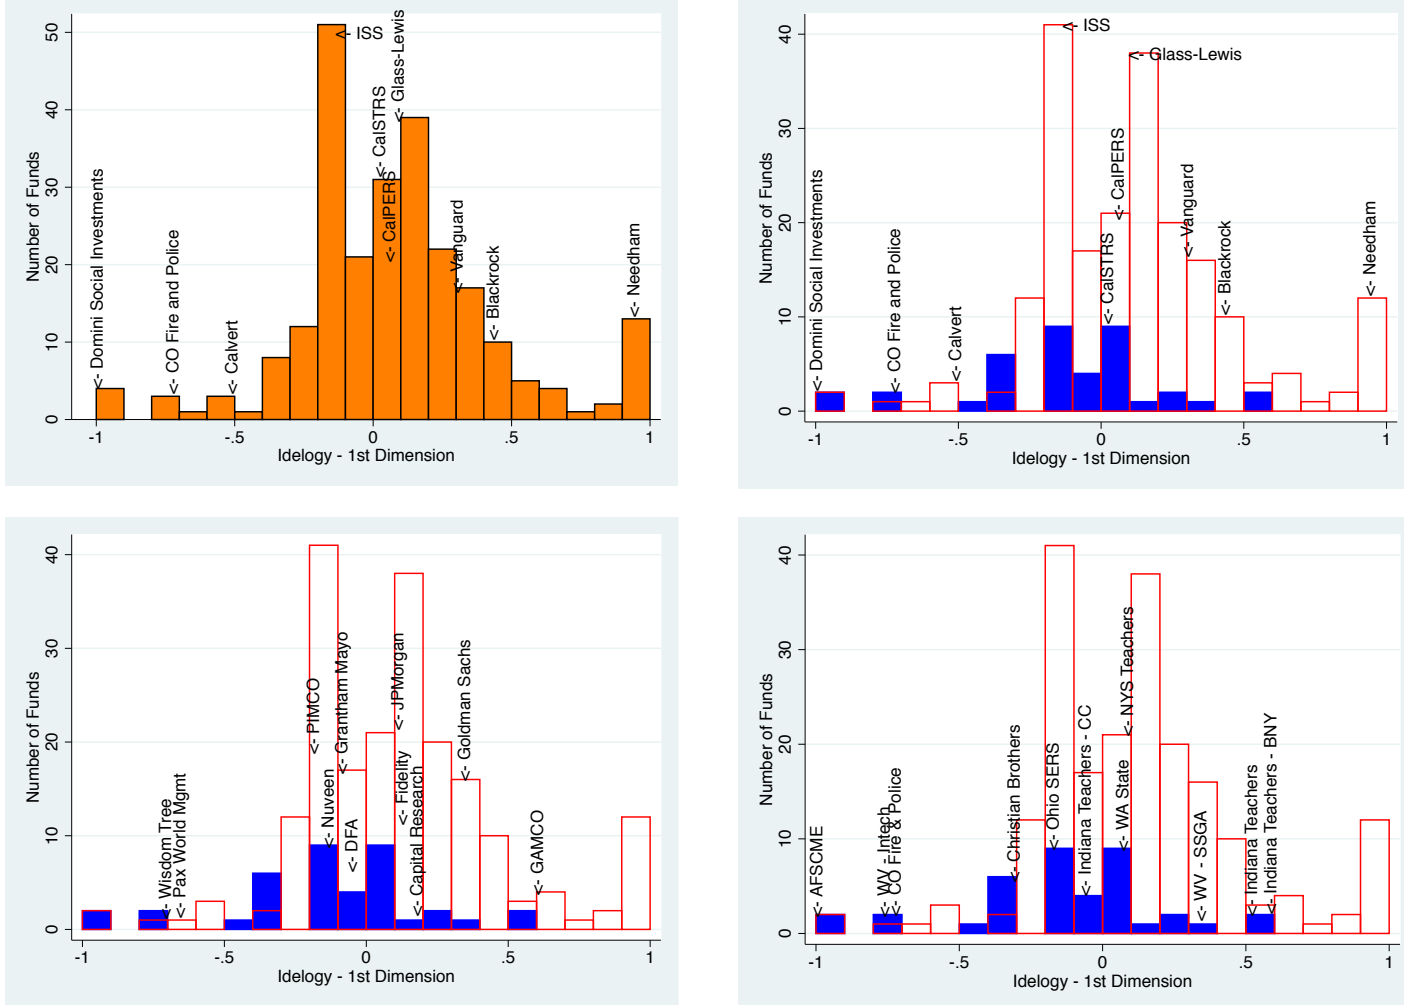 Number of Funds
0
10
20
30
40
50
<- Domini Social Investments
<- CO Fire and Police
<- Calvert
<- ISS
<- CalSTRS
<- CalPERS
<- Glass-Lewis
<- Vanguard
<- Blackrock
<- Needham
-1
-.5
0
.5
1
Idelogy - 1st Dimension
Number of Funds
0
10
20
30
40
<- Domini Social Investments
<- CO Fire and Police
<- Calvert
<- ISS
<- CalSTRS
<- CalPERS
<- Glass-Lewis
<- Vanguard
<- Blackrock
<- Needham
-1
-.5
0
.5
1
Idelogy - 1st Dimension
Number of Funds
0
10
20
30
40
<- Wisdom Tree
<- Pax World Mgmt
<- PIMCO
<- Nuveen
<- Grantham Mayo
<- DFA
<- JPMorgan
<- Fidelity
<- Capital Research
<- Goldman Sachs
<- GAMCO
-1
-.5
0
.5
1
Idelogy - 1st Dimension
Number of Funds
0
10
20
30
40
<- AFSCME
<- WV - Intech
<- CO Fire & Police
<- Christian Brothers
<- Ohio SERS
<- Indiana Teachers - CC
<- WA State
<- NYS Teachers
<- WV - SSGA
<- Indiana Teachers
<- Indiana Teachers - BNY
-1
-.5
0
.5
1
Idelogy - 1st Dimension